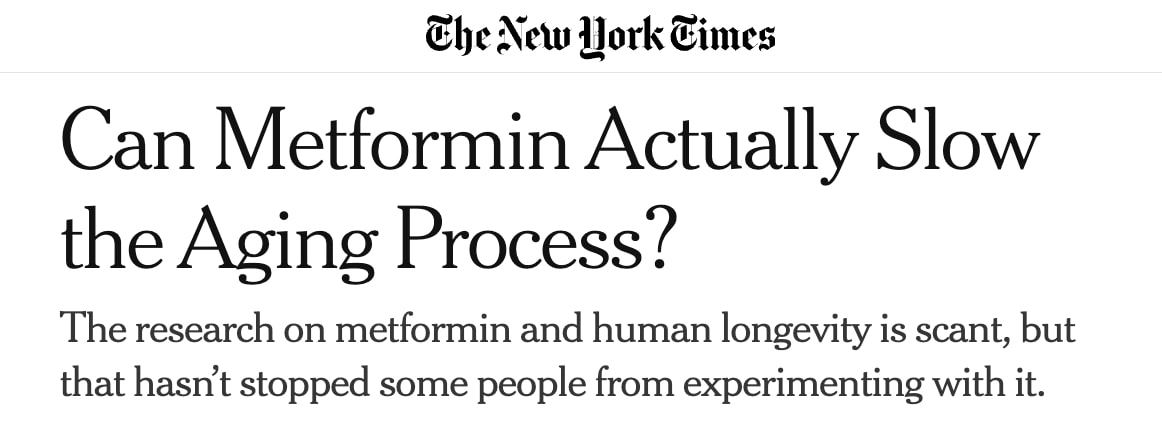 The New York Times
Can Metformin Actually Slow
the Aging Process?
The research on metformin and human longevity is scant, but
that hasn’t stopped some people from experimenting with it.